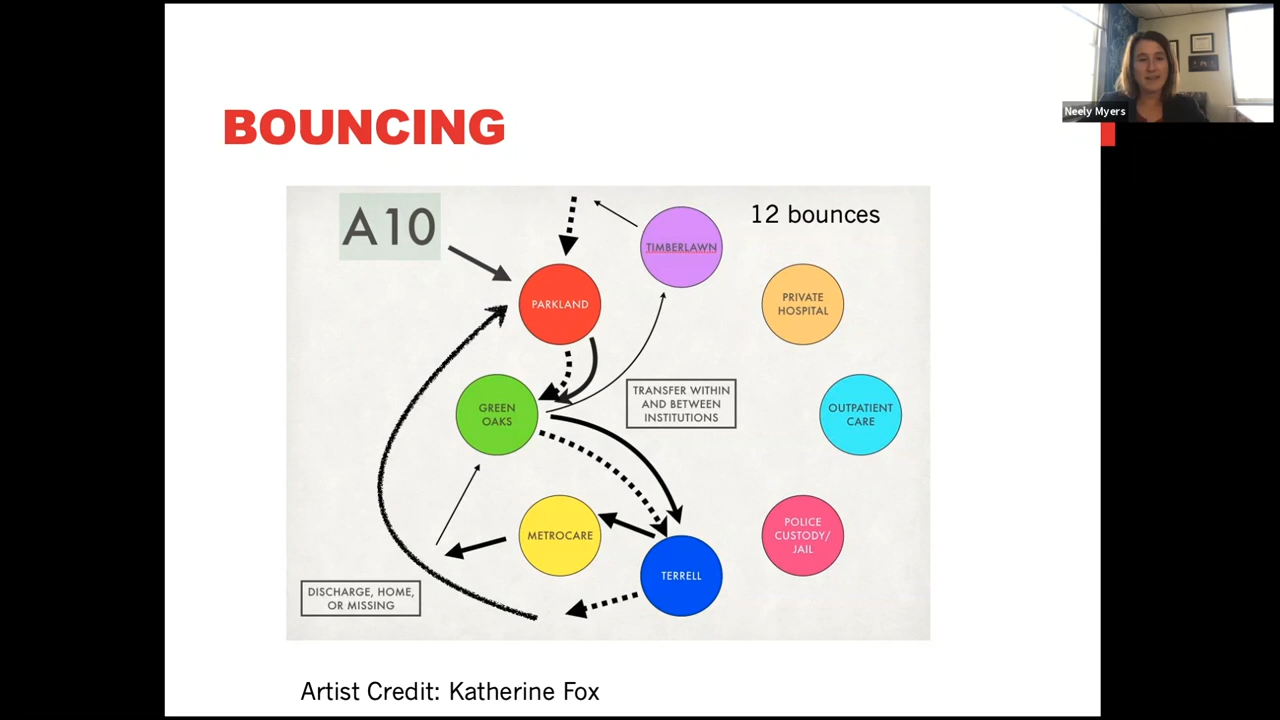 Neely Myers
BOUNCING
A10
12 bounces
TIMBERLAWN
PARKLAND
PRIVATE
HOSPITAL
TRANSFER WITHIN
AND BETWEEN
INSTITUTIONS
GREEN
OAKS
OUTPATIENT
CARE
METROCARE
POLICE
CUSTODY/
JAIL
TERRELL
DISCHARGE, HOME,
OR MISSING
Artist Credit: Katherine Fox